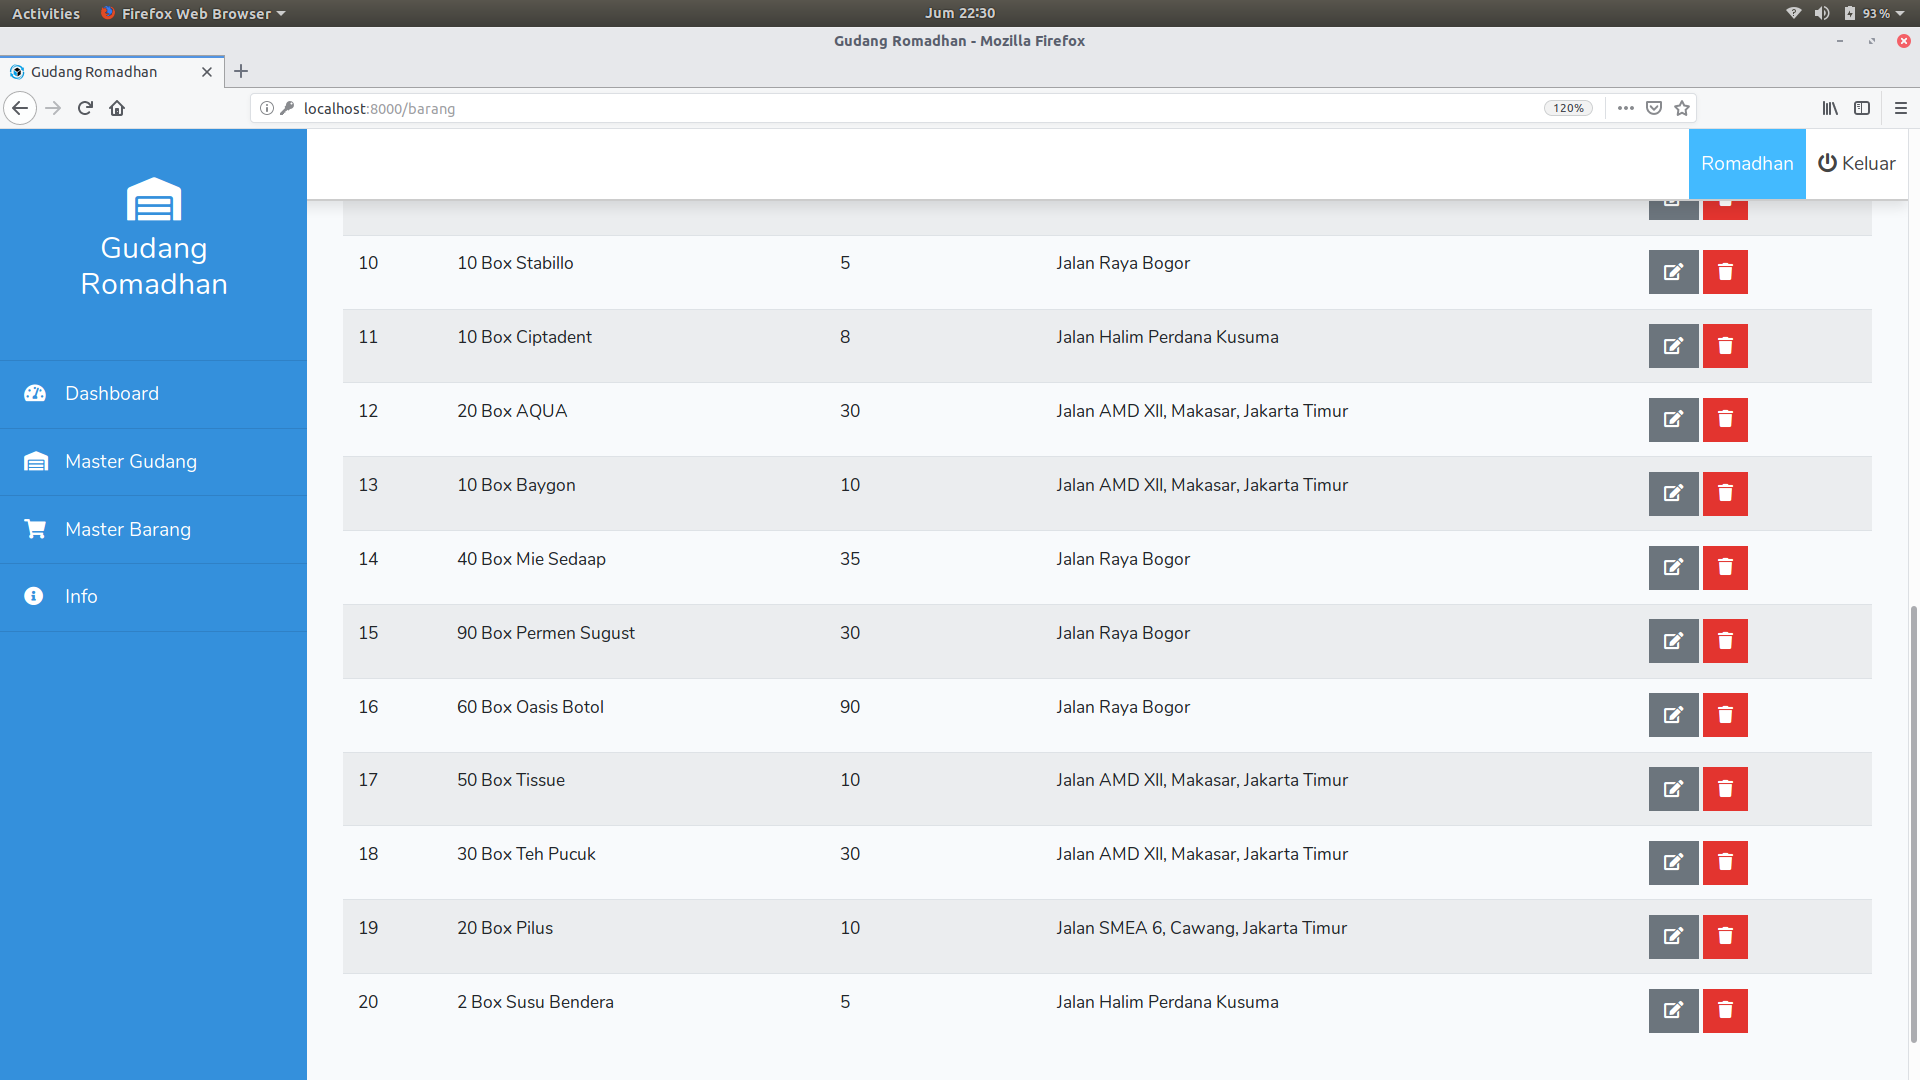 Activities Firefox Web Browser Jum 22:30 93 %
Gudang Romadhan - Mozilla Firefox
Gudang Romadhan
localhost:8000/barang 120%
Romadhan Keluar
Gudang
Romadhan
Dashboard
Master Gudang
Master Barang
Info
10 10 Box Stabillo 5 Jalan Raya Bogor
11 10 Box Ciptadent 8 Jalan Halim Perdana Kusuma
12 20 Box AQUA 30 Jalan AMD XII, Makasar, Jakarta Timur
13 10 Box Baygon 10 Jalan AMD XII, Makasar, Jakarta Timur
14 40 Box Mie Sedaap 35 Jalan Raya Bogor
15 90 Box Permen Sugust 30 Jalan Raya Bogor
16 60 Box Oasis Botol 90 Jalan Raya Bogor
17 50 Box Tissue 10 Jalan AMD XII, Makasar, Jakarta Timur
18 30 Box Teh Pucuk 30 Jalan AMD XII, Makasar, Jakarta Timur
19 20 Box Pilus 10 Jalan SMEA 6, Cawang, Jakarta Timur
20 2 Box Susu Bendera 5 Jalan Halim Perdana Kusuma